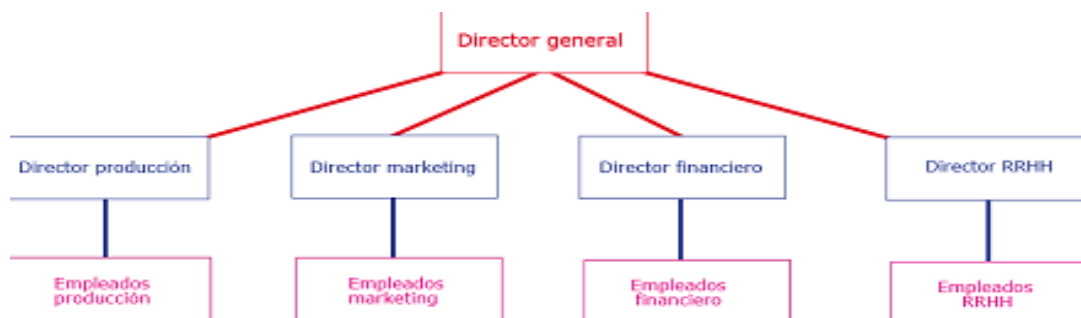 Director general
Director producción
Director marketing
Director financiero
Director RRHH
Empleados
producción
Empleados
marketing
Empleados
financiero
Empleados
RRHH